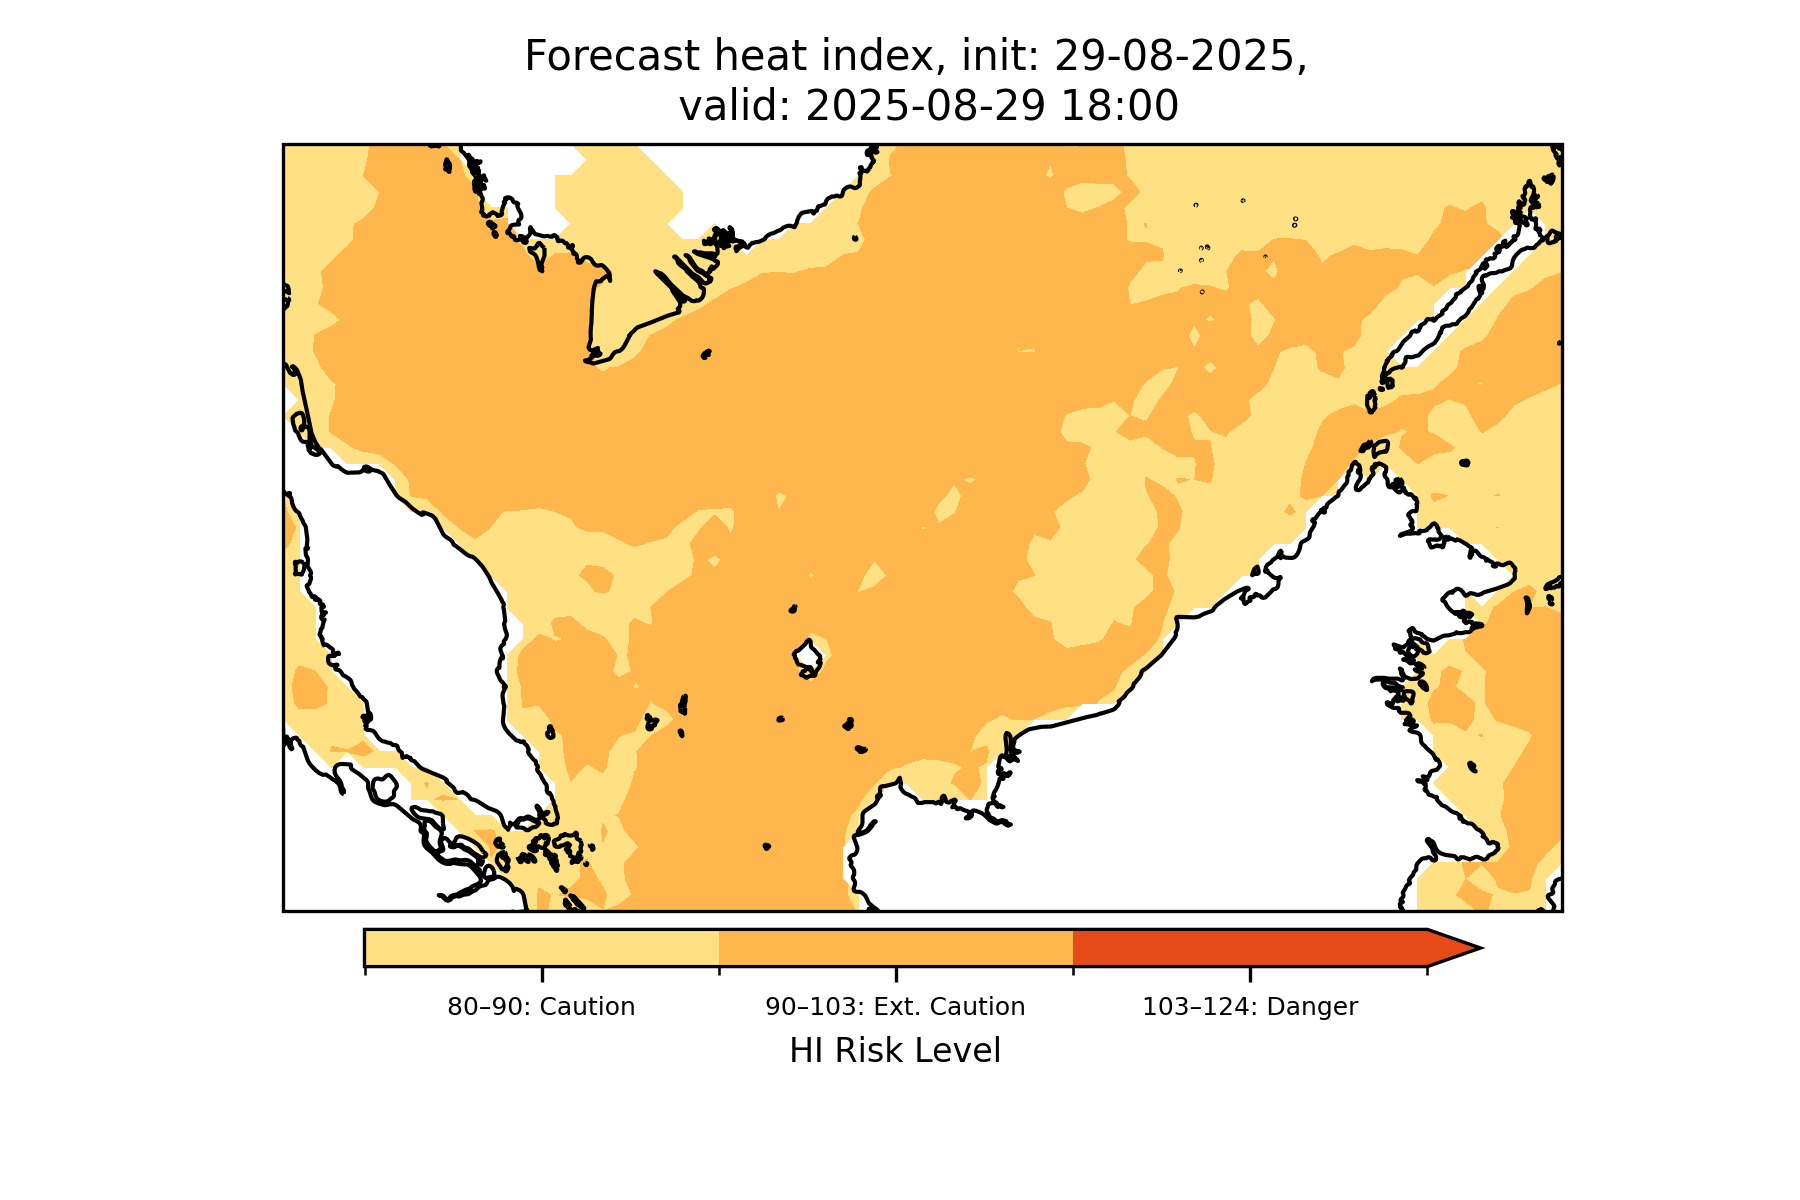 Forecast heat index, init: 29-08-2025,
valid: 2025-08-29 18:00
80–90: Caution
90–103: Ext. Caution
103–124: Danger
HI Risk Level